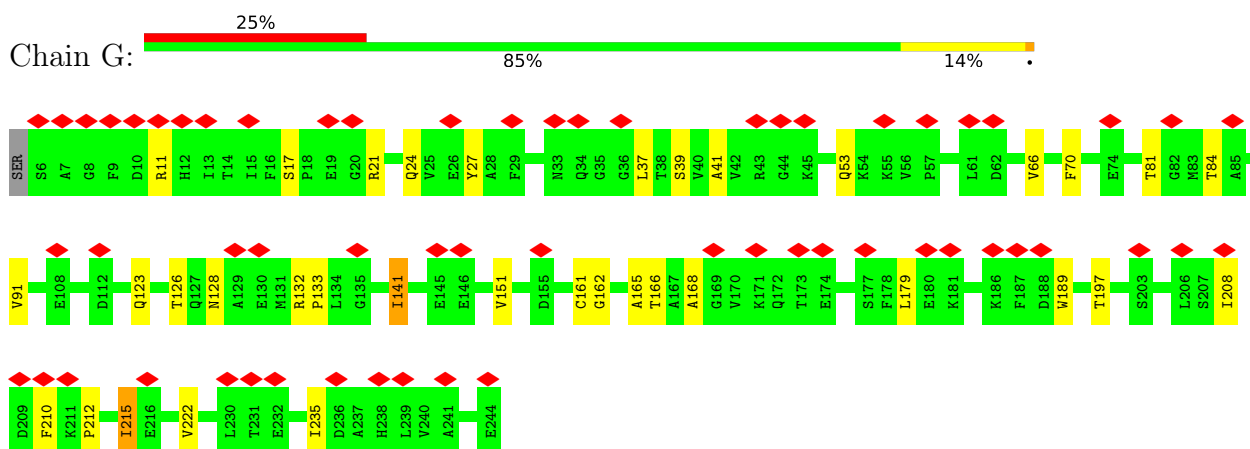 25%
Chain G:
85% 14% •
SER S6 A7 G8 F9 D10 R11 H12 I13 T14 I15 F16 S17 P18 E19 G20 R21 Q24 V25 E26 Y27 A28 F29 N33 Q34 G35 G36 L37 T38 S39 V40 A41 V42 R43 G44 K45 Q53 K54 K55 V56 P57 L61 D62 V66 F70 E74 T81 G82 M83 T84 A85
V91 E108 D112 Q123 T126 Q127 N128 A129 E130 M131 R132 P133 L134 G135 I141 E145 E146 V151 D155 C161 G162 A165 T166 A167 A168 G169 V170 K171 Q172 T173 E174 S177 F178 L179 E180 K181 K186 F187 D188 W189 T197 S203 L206 S207 I208
D209 F210 K211 P212 I215 E216 V222 L230 T231 E232 I235 D236 A237 H238 L239 V240 A241 E244